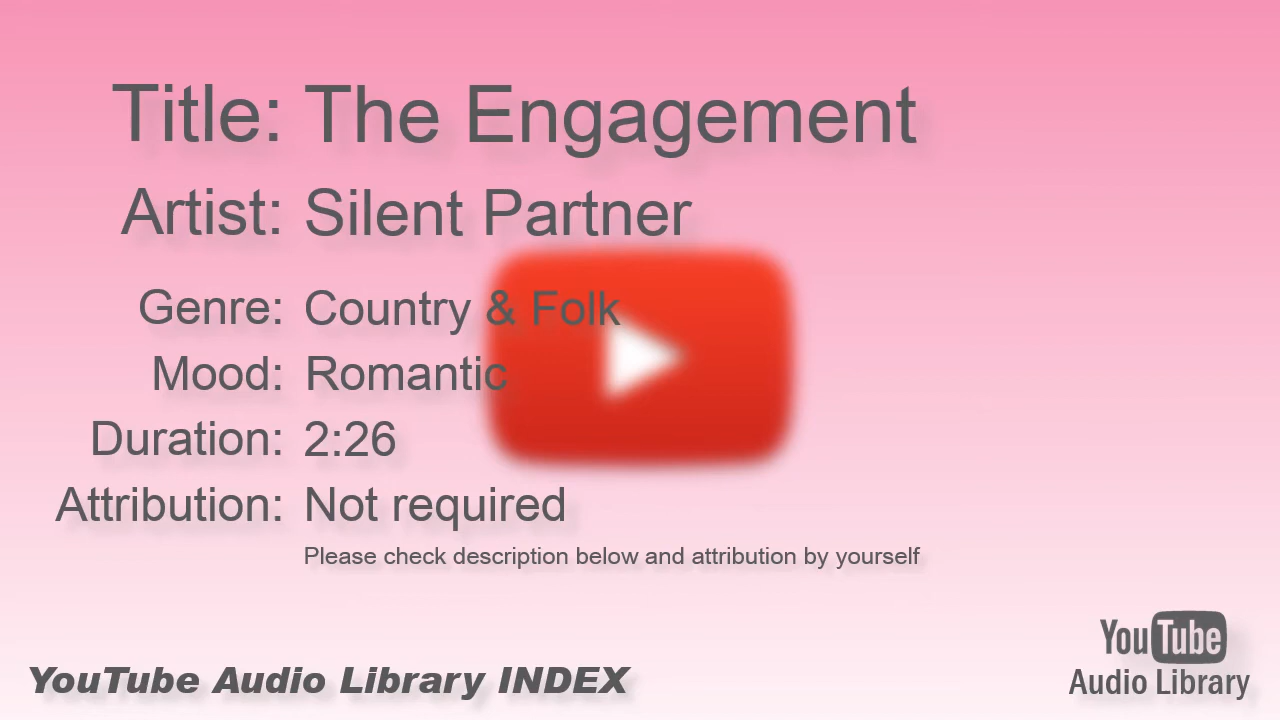 Title: The Engagement
Artist: Silent Partner
Genre: Country & Folk
Mood: Romantic
Duration: 2:26
Attribution: Not required
Please check description below and attribution by yourself
YouTube Audio Library INDEX
YouTube
Audio Library